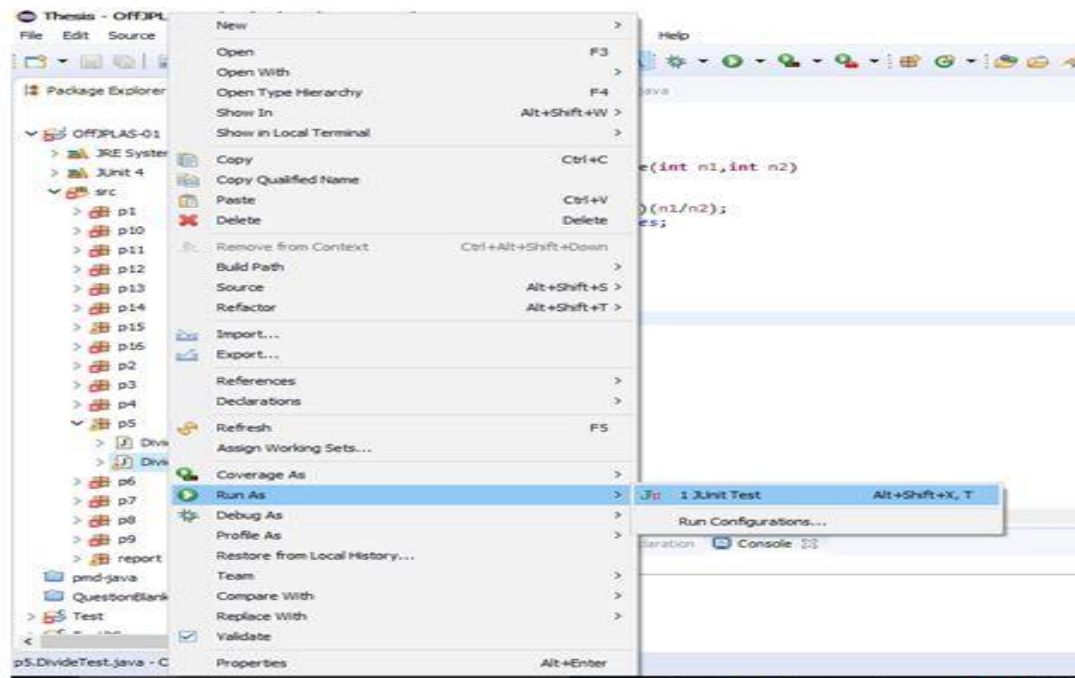 Thesis - OffJPL
File Edit Source Help
Package Explorer
OffJPLAS-01
JRE System
JUnit 4
src
p1
p10
p11
p12
p13
p14
p15
p16
p2
p3
p4
p5
Divi
Divi
p6
p7
p8
p9
report
pmd-java
QuestionBlank
Test
New
Open F3
Open With
Open Type Hierarchy F4
Show In Alt+Shift+W >
Show in Local Terminal
Copy Ctrl+C
Copy Qualified Name
Paste Ctrl+V
Delete Delete
Remove from Context Ctrl+Alt+Shift+Down
Build Path
Source Alt+Shift+S >
Refactor Alt+Shift+T >
Import...
Export...
References
Declarations
Refresh F5
Assign Working Sets...
Coverage As
Run As
Debug As
Profile As
Restore from Local History...
Team
Compare With
Replace With
Validate
Properties Alt+Enter
1 JUnit Test Alt+Shift+X, T
Run Configurations...
java
e(int n1,int n2)
)(n1/n2);
es;
laration Console
p5.DivideTest.java - C